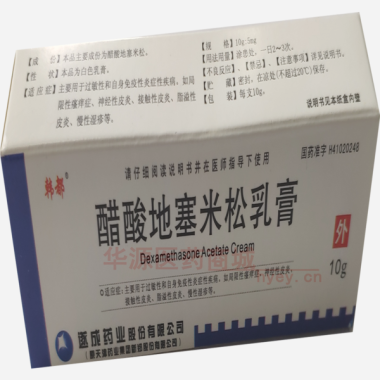 【成 份】本品主要成份为醋酸地塞米松。
【性 状】本品为白色乳膏。
【适应症】主要用于过敏性和自身免疫性炎症性疾病。如局
限性瘙痒症、神经性皮炎、接触性皮炎、脂溢性
皮炎、慢性湿疹等。
【规 格】10g:5mg
【用法用量】涂患处，一日2～3次。
【不良反应】、【禁忌】、【注意事项】详见说明书。
【贮 藏】密封，在凉处(不超过20℃)保存。
【包 装】每支10g。
说明书见本纸盒内壁
请仔细阅读说明书并在医师指导下使用
国药准字 H41020248
韩都®
醋酸地塞米松乳膏
Dexamethasone Acetate Cream
外
10g
华源医药商城
hyey.cn
【适应症】主要用于过敏性和自身免疫性炎症性疾病。如局限性瘙痒症、神经性皮炎、
接触性皮炎、脂溢性皮炎、慢性湿疹等。
遂成药业股份有限公司